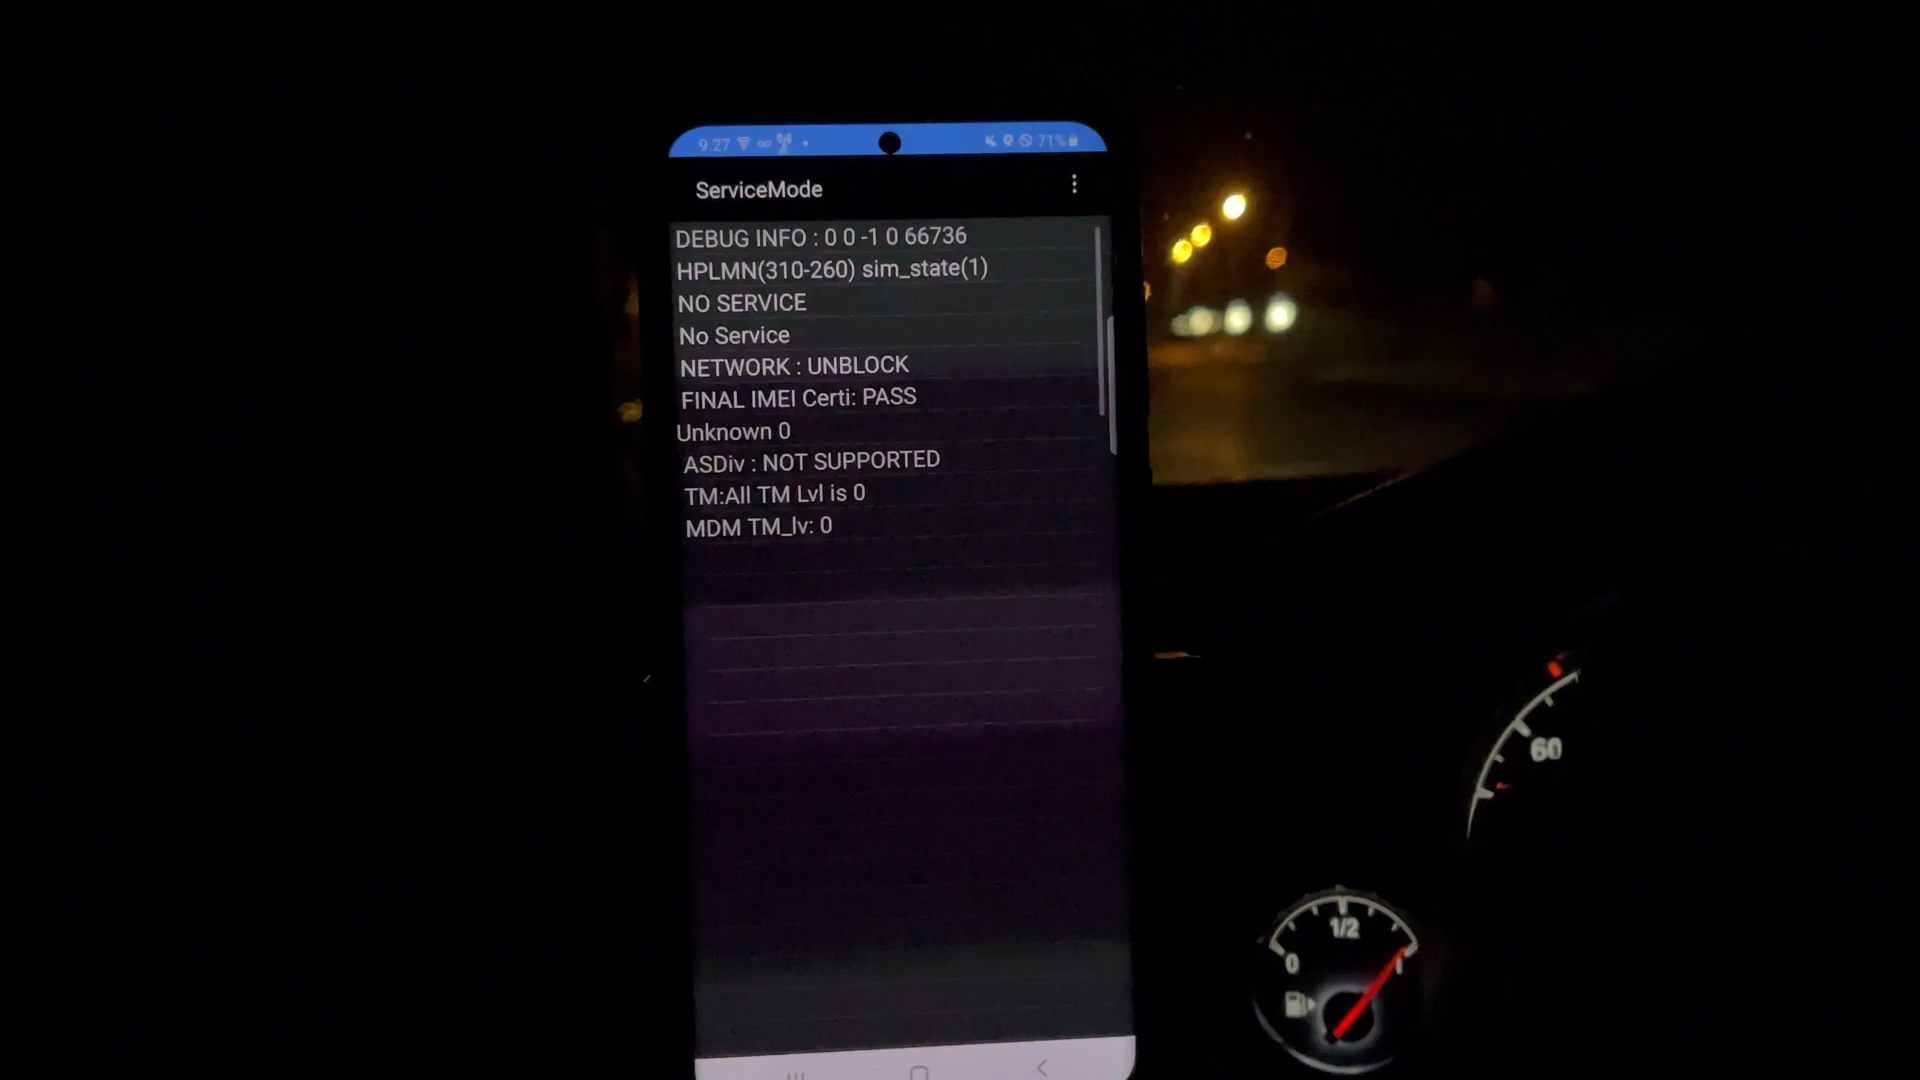 9:27 71%
ServiceMode
DEBUG INFO : 0 0 -1 0 66736
HPLMN(310-260) sim_state(1)
NO SERVICE
No Service
NETWORK : UNBLOCK
FINAL IMEI Certi: PASS
Unknown 0
ASDiv : NOT SUPPORTED
TM:All TM Lvl is 0
MDM TM_lv: 0
60
1/2
0 1